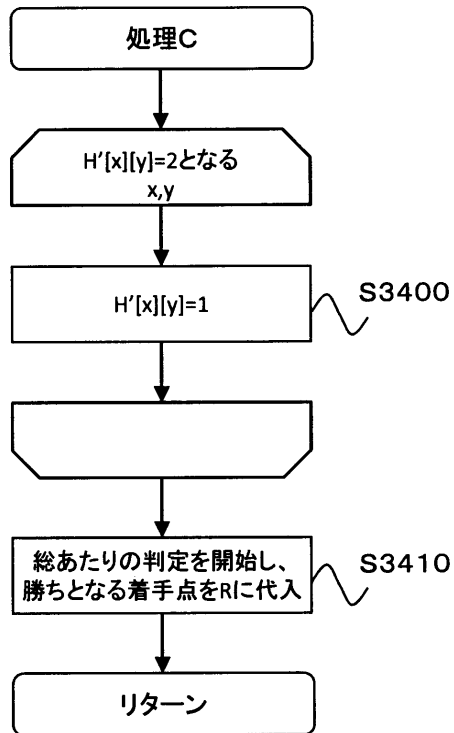 処理C
H'[x][y]=2となる
x,y
H'[x][y]=1
S3400
総あたりの判定を開始し、
勝ちとなる着手点をRに代入
S3410
リターン